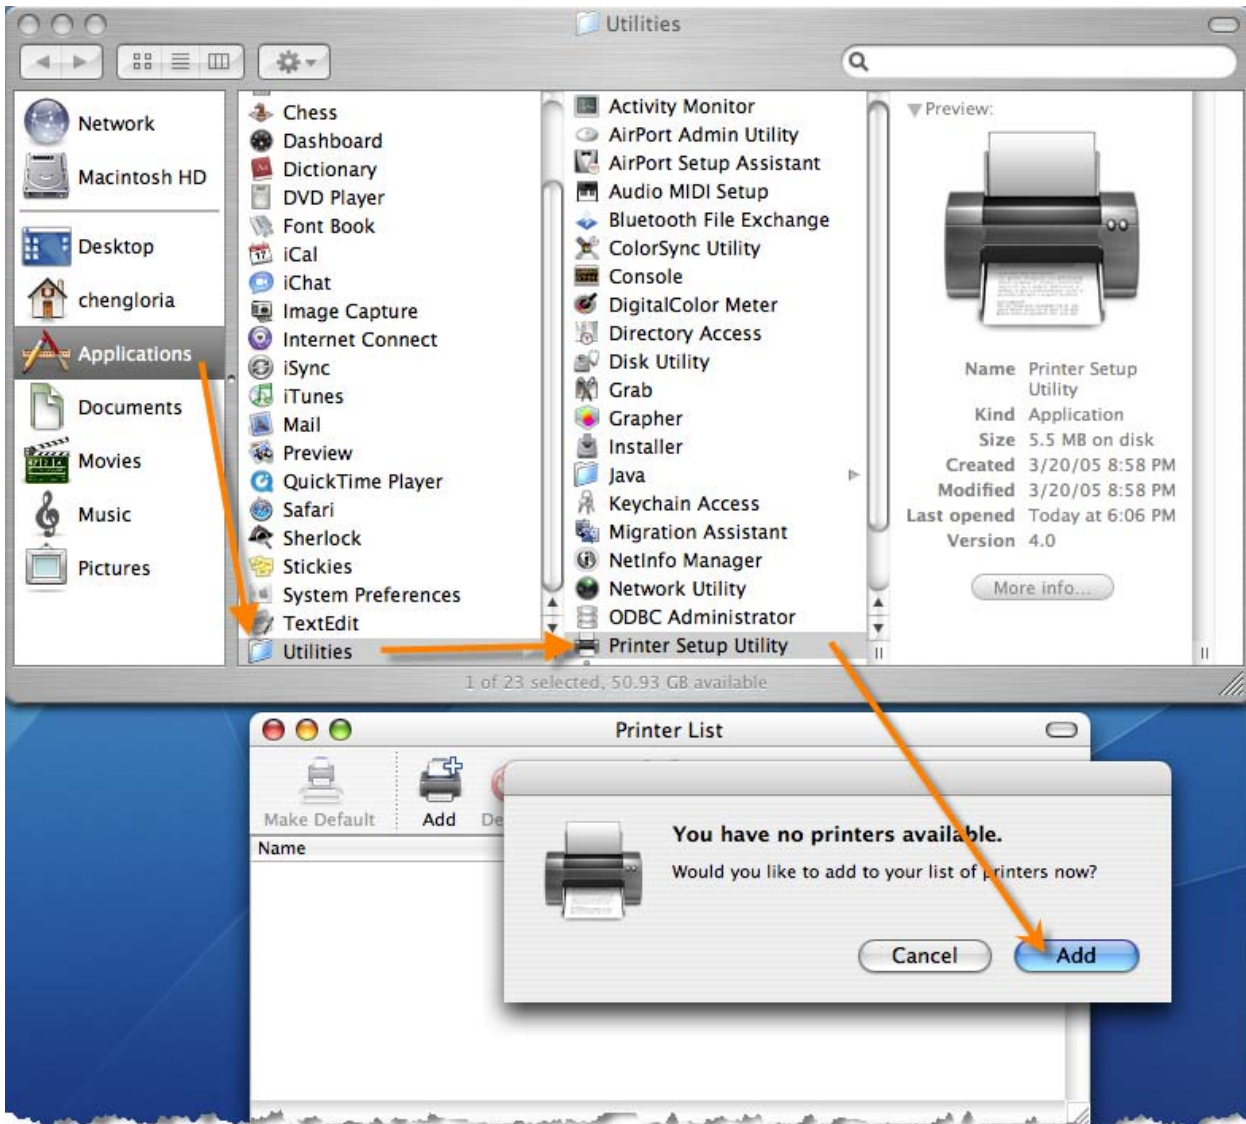 Utilities
Network
Macintosh HD
Desktop
chengloria
Applications
Documents
Movies
Music
Pictures
Chess
Dashboard
Dictionary
DVD Player
Font Book
iCal
iChat
Image Capture
Internet Connect
iSync
iTunes
Mail
Preview
QuickTime Player
Safari
Sherlock
Stickies
System Preferences
TextEdit
Utilities
Activity Monitor
AirPort Admin Utility
AirPort Setup Assistant
Audio MIDI Setup
Bluetooth File Exchange
ColorSync Utility
Console
DigitalColor Meter
Directory Access
Disk Utility
Grab
Grapher
Installer
Java
Keychain Access
Migration Assistant
NetInfo Manager
Network Utility
ODBC Administrator
Printer Setup Utility
Preview:
Name Printer Setup
Utility
Kind Application
Size 5.5 MB on disk
Created 3/20/05 8:58 PM
Modified 3/20/05 8:58 PM
Last opened Today at 6:06 PM
Version 4.0
More info...
1 of 23 selected, 50.93 GB available
Printer List
Make Default Add De
Name
You have no printers available.
Would you like to add to your list of printers now?
Cancel Add